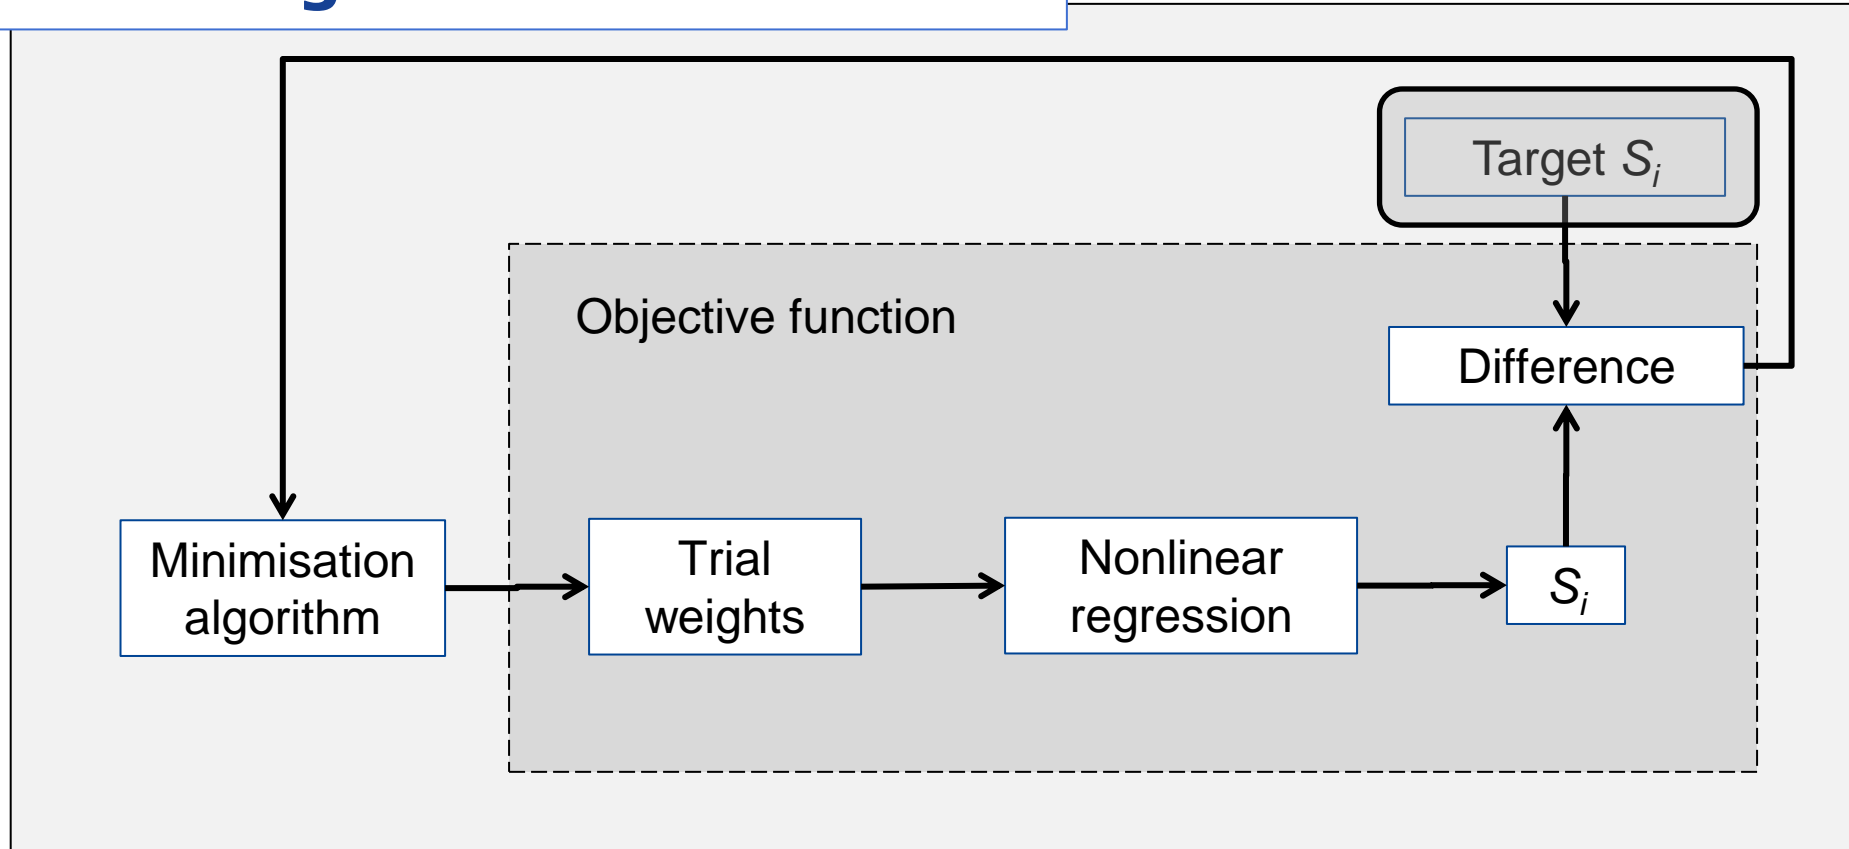 Target Si
Objective function
Difference
Minimisation
algorithm
Trial
weights
Nonlinear
regression
Si